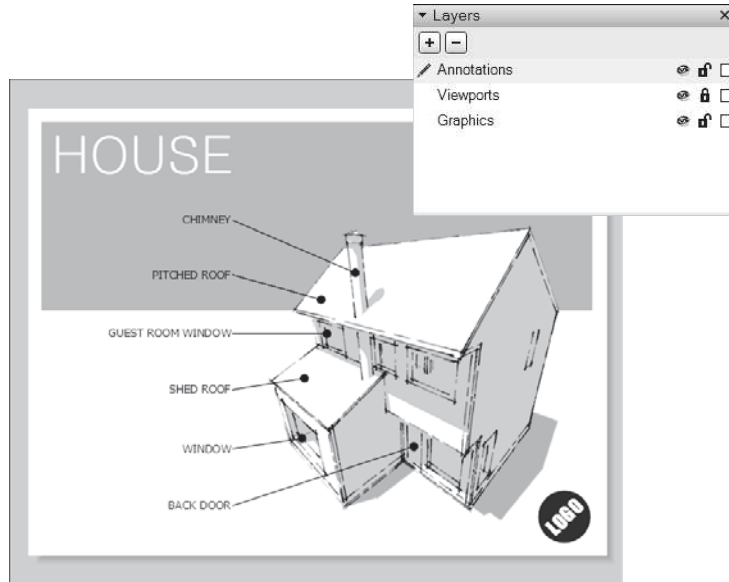 Layers
Annotations
Viewports
Graphics
HOUSE
CHIMNEY
PITCHED ROOF
GUEST ROOM WINDOW
SHED ROOF
WINDOW
BACK DOOR
LOGO